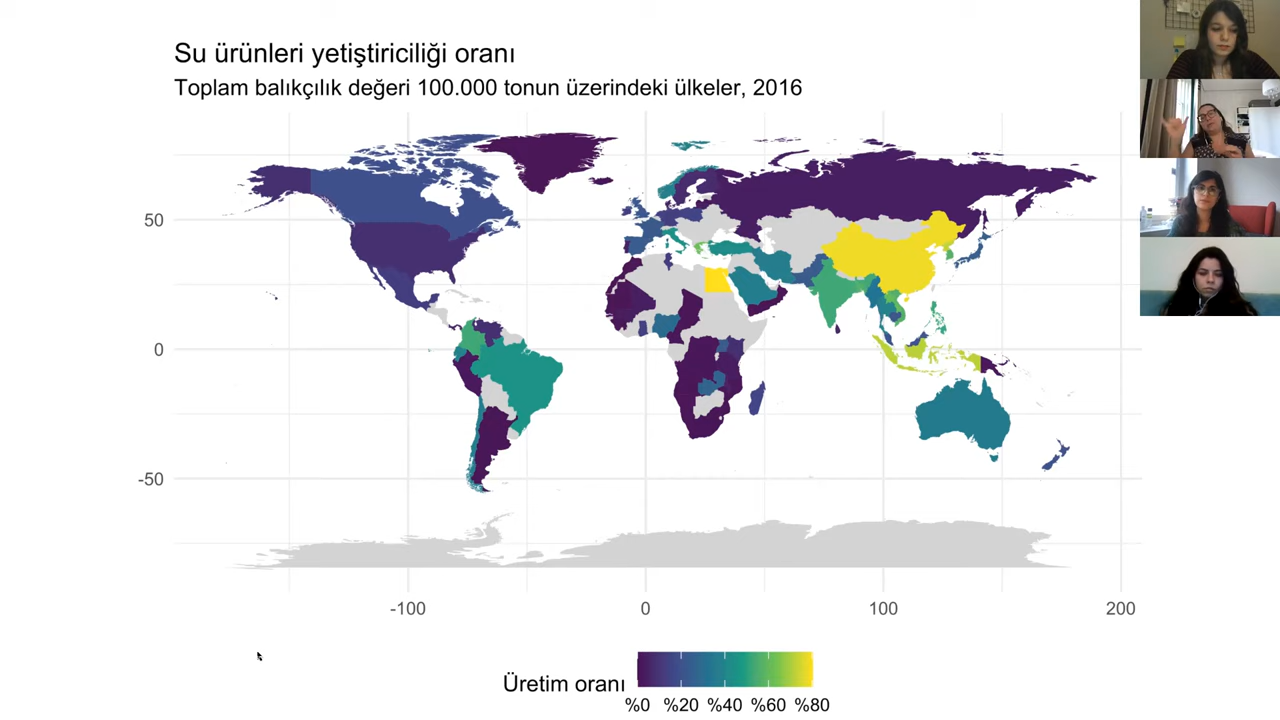 Su ürünleri yetiştiriciliği oranı
Toplam balıkçılık değeri 100.000 tonun üzerindeki ülkeler, 2016
50
0
-50
-100 0 100 200
Üretim oranı
%0 %20 %40 %60 %80